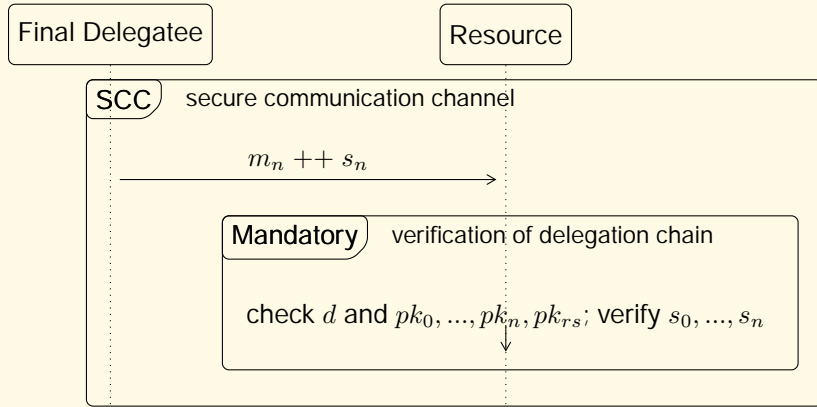 Final Delegatee
Resource
SCC secure communication channel
m_n ++ s_n
Mandatory verification of delegation chain
check d and pk_0, ..., pk_n, pk_rs; verify s_0, ..., s_n